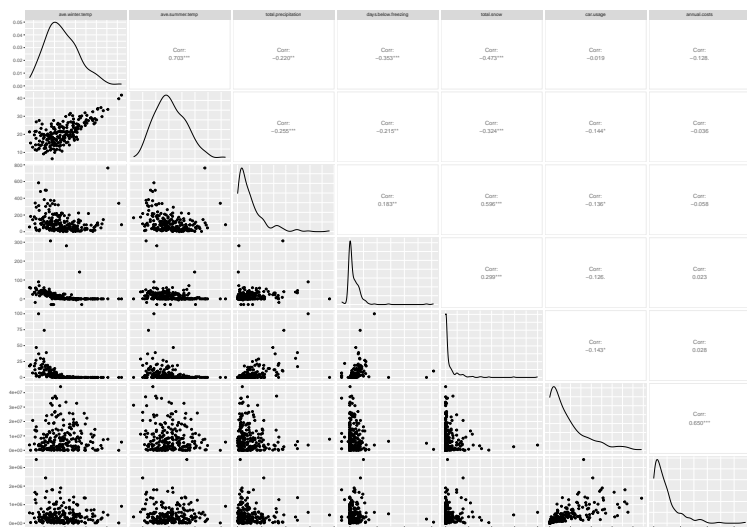 ave.winter.temp ave.summer.temp total.precipitation days.below.freezing total.snow car.usage annual.costs
0.05
0.04
0.03
0.02
0.01
0.00
Corr:
0.703***
Corr:
−0.220**
Corr:
−0.353***
Corr:
−0.473***
Corr:
−0.019
Corr:
−0.126.
40
30
20
10
Corr:
−0.255***
Corr:
−0.215**
Corr:
−0.324***
Corr:
−0.144*
Corr:
−0.036
800
600
400
200
0
Corr:
0.183**
Corr:
0.596***
Corr:
−0.136*
Corr:
−0.058
300
200
100
0
Corr:
0.299***
Corr:
−0.126.
Corr:
0.023
100
75
50
25
0
Corr:
−0.143*
Corr:
0.028
4e+07
3e+07
2e+07
1e+07
0e+00
Corr:
0.650***
3e+06
2e+06
1e+06
0e+00